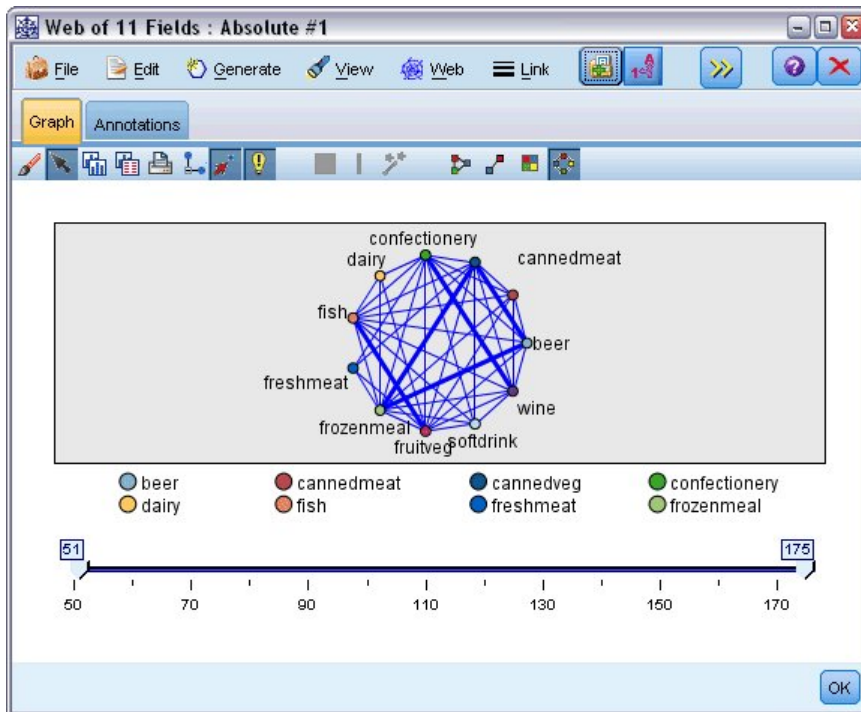 Web of 11 Fields : Absolute #1
File Edit Generate View Web Link
Graph Annotations
confectionery
dairy cannedmeat
fish
beer
freshmeat
wine
frozenmeal softdrink
fruitveg
beer cannedmeat cannedveg confectionery
dairy fish freshmeat frozenmeal
51 175
50 70 90 110 130 150 170
OK